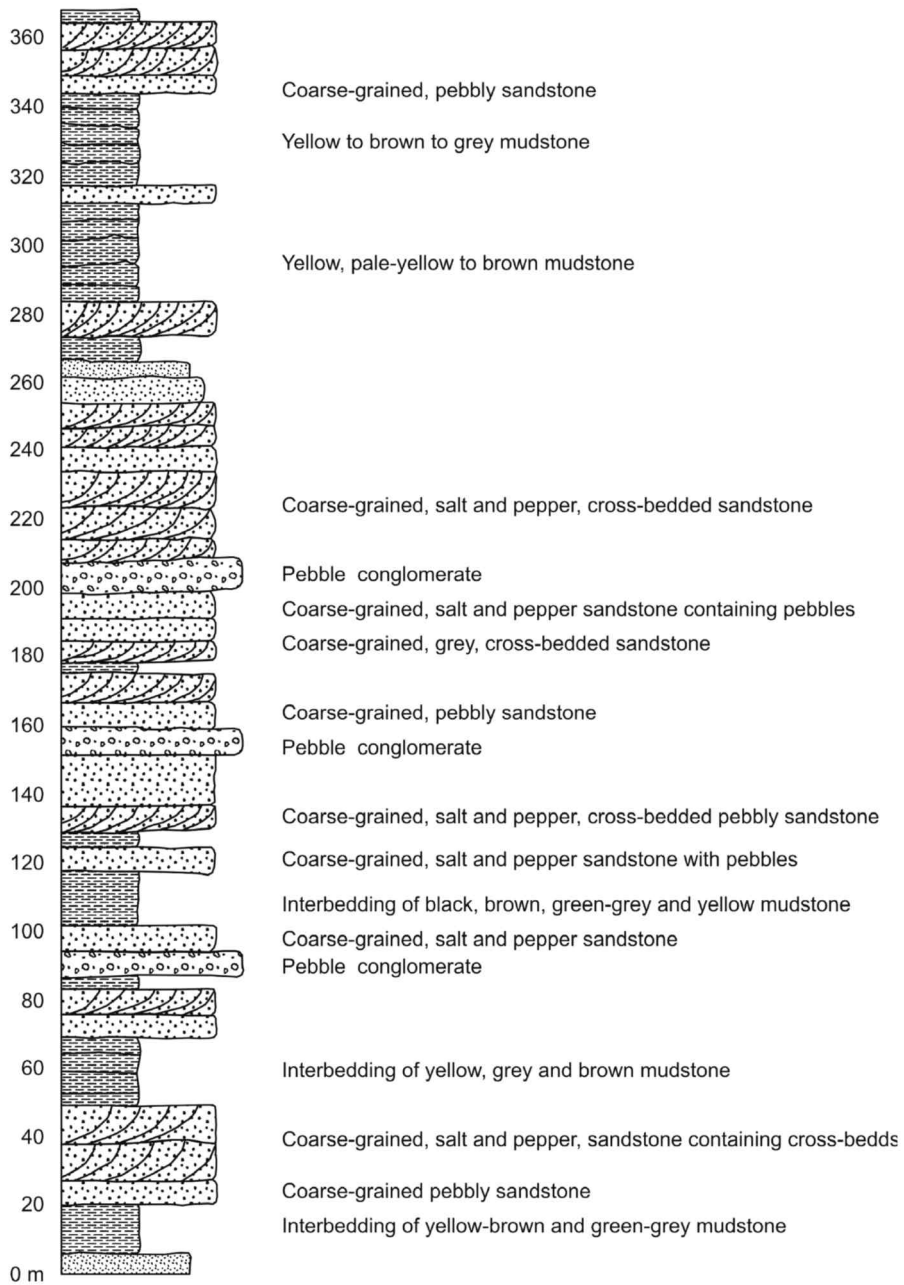 360
Coarse-grained, pebbly sandstone
340
Yellow to brown to grey mudstone
320
300
Yellow, pale-yellow to brown mudstone
280
260
240
Coarse-grained, salt and pepper, cross-bedded sandstone
220
Pebble conglomerate
200
Coarse-grained, salt and pepper sandstone containing pebbles
Coarse-grained, grey, cross-bedded sandstone
180
Coarse-grained, pebbly sandstone
160
Pebble conglomerate
140
Coarse-grained, salt and pepper, cross-bedded pebbly sandstone
120
Coarse-grained, salt and pepper sandstone with pebbles
Interbedding of black, brown, green-grey and yellow mudstone
100
Coarse-grained, salt and pepper sandstone
Pebble conglomerate
80
60
Interbedding of yellow, grey and brown mudstone
40
Coarse-grained, salt and pepper, sandstone containing cross-bedds
20
Coarse-grained pebbly sandstone
Interbedding of yellow-brown and green-grey mudstone
0 m